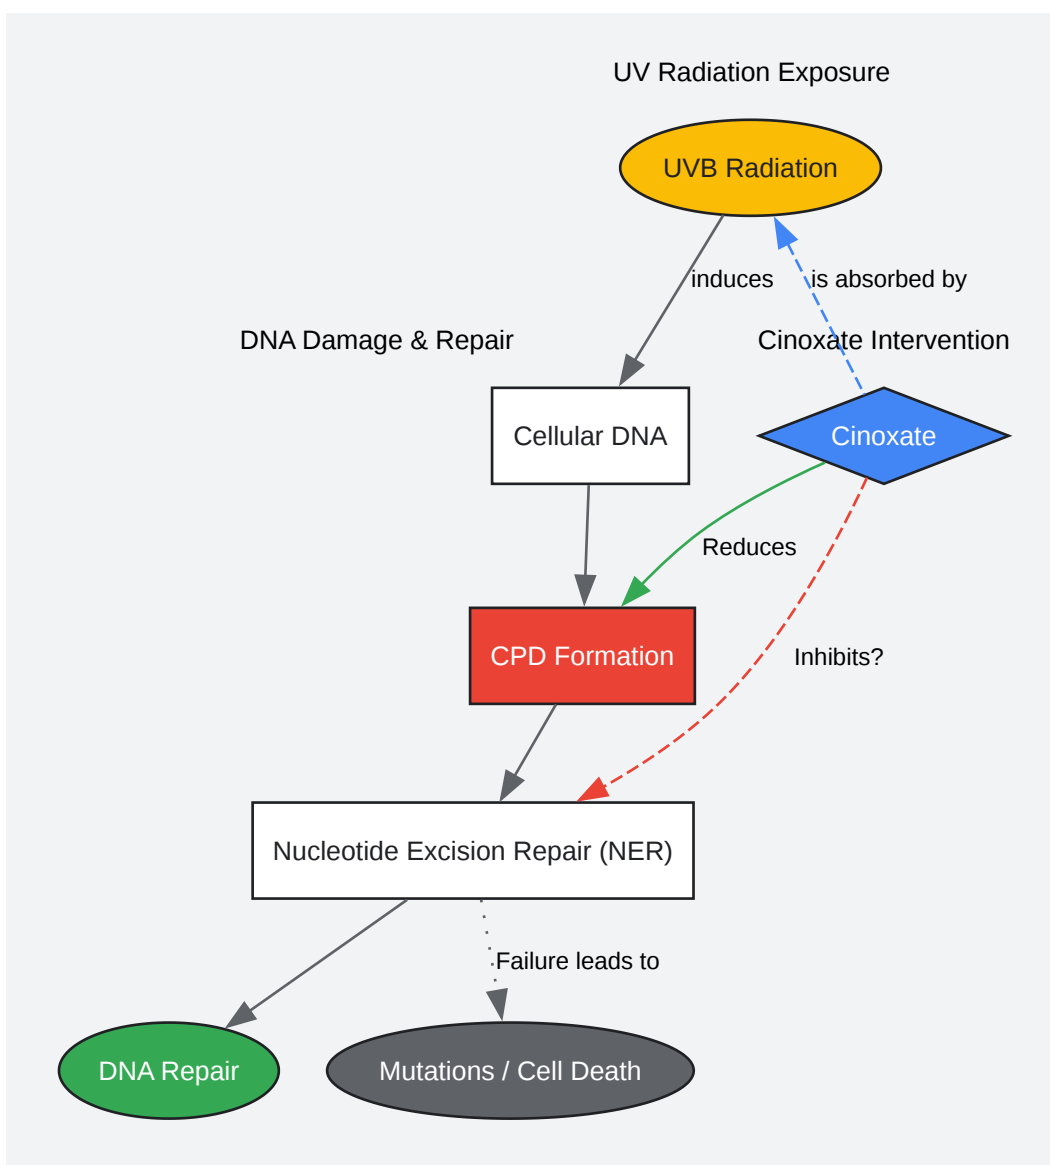 UV Radiation Exposure
UVB Radiation
induces
is absorbed by
DNA Damage & Repair
Cinoxate Intervention
Cellular DNA
Cinoxate
Reduces
CPD Formation
Inhibits?
Nucleotide Excision Repair (NER)
Failure leads to
DNA Repair
Mutations / Cell Death